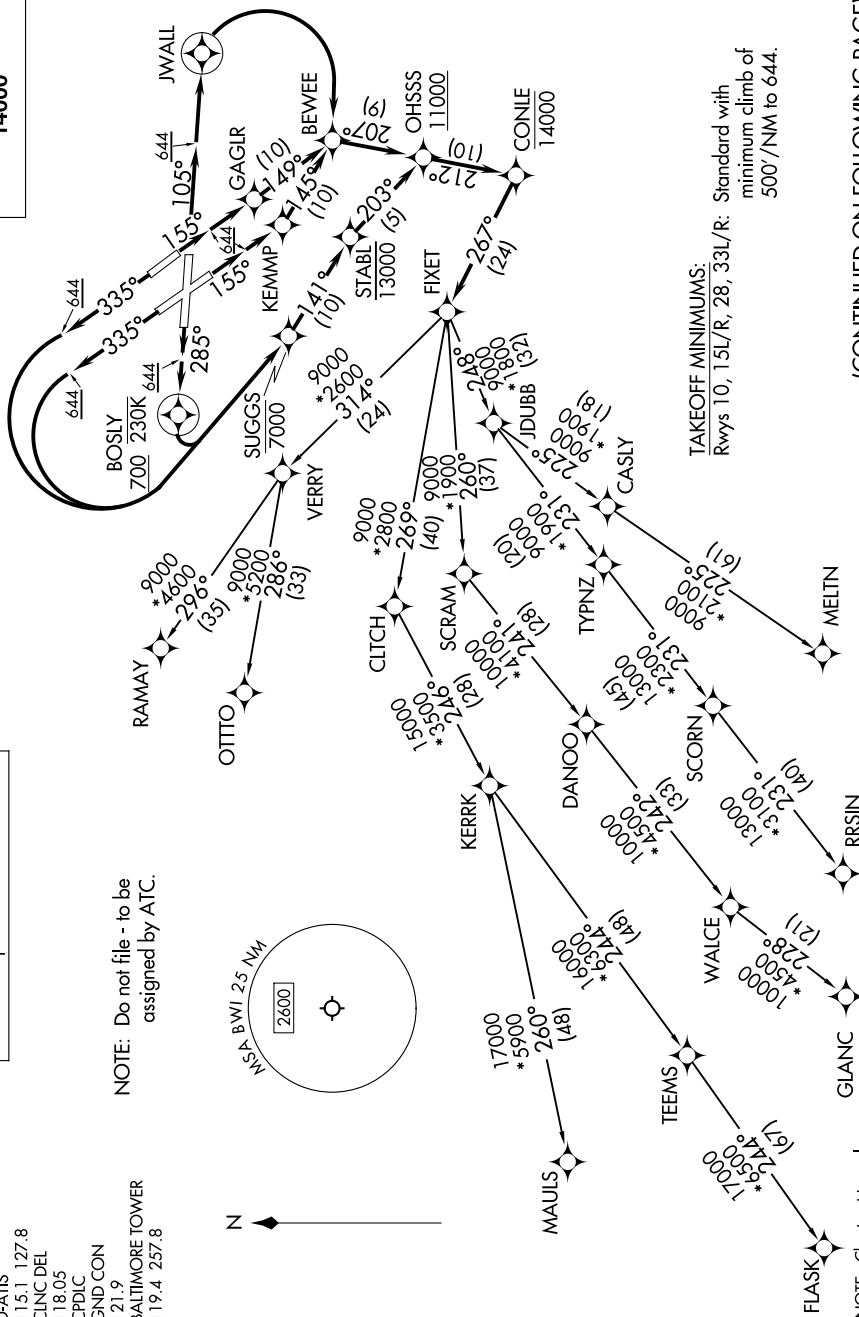 14000
D-ATIS
115.1 127.8
CLNC DEL
118.05
CPDLC
GND CON
121.9
BALTIMORE TOWER
119.4 257.8
NOTE: Do not file - to be
assigned by ATC.
MSA BWI 25 NM
2600
N
JWALL
644
105°
GAGLR
BEWEE
149°
(10)
145°
(10)
155°
644
155°
KEMMP
335°
644
335°
644
285°
644
BOSLY
700 230K
SUGGS
7000
141°
(10)
STABL
13000
203°
(5)
207°
(9)
OHSSS
11000
212°
(10)
CONLE
14000
267°
(24)
FIXET
9000
*2600
314°
(24)
VERRY
9000
*4600
296°
(35)
RAMAY
9000
*5200
286°
(33)
OTTTO
9000
*2800
269°
(40)
CLTCH
9000
*1900
260°
(37)
SCRAM
248°
9000
*1800
(32)
JDUBB
225°
9000
*1900
(18)
CASLY
9000
*2100
225°
(61)
MELTN
(20)
9000
*1900
231°
TYPNZ
(45)
13000
*2300
231°
SCORN
13000
*3100
231°
(40)
RRSIN
10000
*4100
241°
(28)
DANOO
10000
*4500
242°
(33)
WALCE
10000
*4500
228°
(21)
GLANC
15000
*3500
246°
(28)
KERRK
17000
*5900
260°
(48)
MAULS
16000
*6300
244°
(48)
TEEMS
17000
*6500
244°
(67)
FLASK
TAKEOFF MINIMUMS:
Rwys 10, 15L/R, 28, 33L/R: Standard with
minimum climb of
500'/NM to 644.
(CONTINUED ON FOLLOWING PAGE)
NOTE: